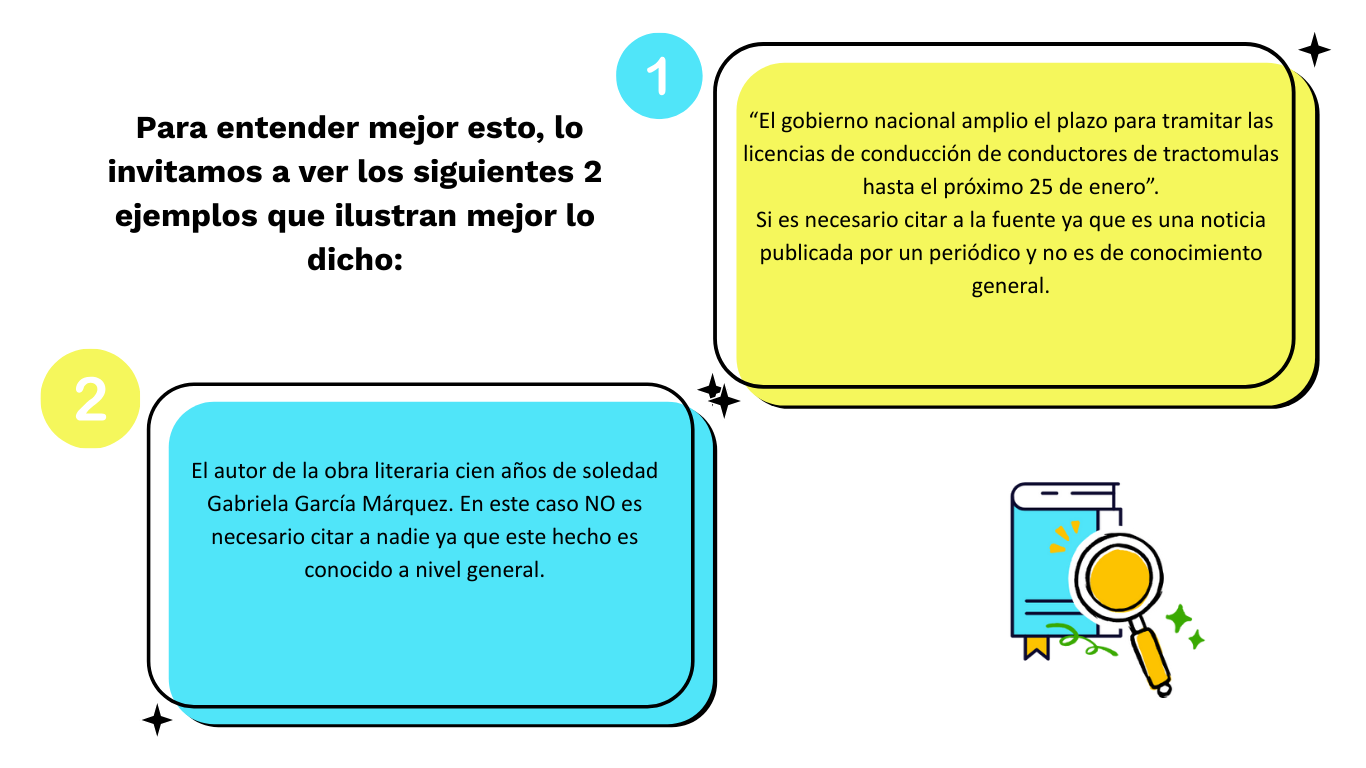 Para entender mejor esto, lo
invitamos a ver los siguientes 2
ejemplos que ilustran mejor lo
dicho:
1
“El gobierno nacional amplio el plazo para tramitar las
licencias de conducción de conductores de tractomulas
hasta el próximo 25 de enero”.
Si es necesario citar a la fuente ya que es una noticia
publicada por un periódico y no es de conocimiento
general.
2
El autor de la obra literaria cien años de soledad
Gabriela García Márquez. En este caso NO es
necesario citar a nadie ya que este hecho es
conocido a nivel general.